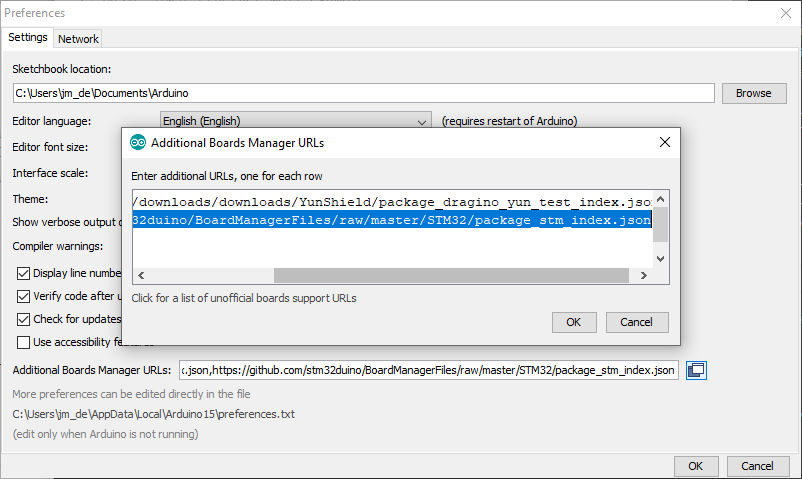 Preferences
Settings
Network
Sketchbook location:
C:\Users\jm_de\Documents\Arduino
Browse
Editor language:
English (English)
(requires restart of Arduino)
Editor font size:
Interface scale:
Theme:
Show verbose output
Compiler warnings:
Display line numbe
Verify code after u
Check for updates
Use accessibility
Additional Boards Manager URLs
Enter additional URLs, one for each row
/downloads/downloads/YunShield/package_dragino_yun_test_index.json
32duino/BoardManagerFiles/raw/master/STM32/package_stm_index.json
Click for a list of unofficial boards support URLs
OK
Cancel
Additional Boards Manager URLs:
.json,https://github.com/stm32duino/BoardManagerFiles/raw/master/STM32/package_stm_index.json
More preferences can be edited directly in the file
C:\Users\jm_de\AppData\Local\Arduino15\preferences.txt
(edit only when Arduino is not running)
OK
Cancel